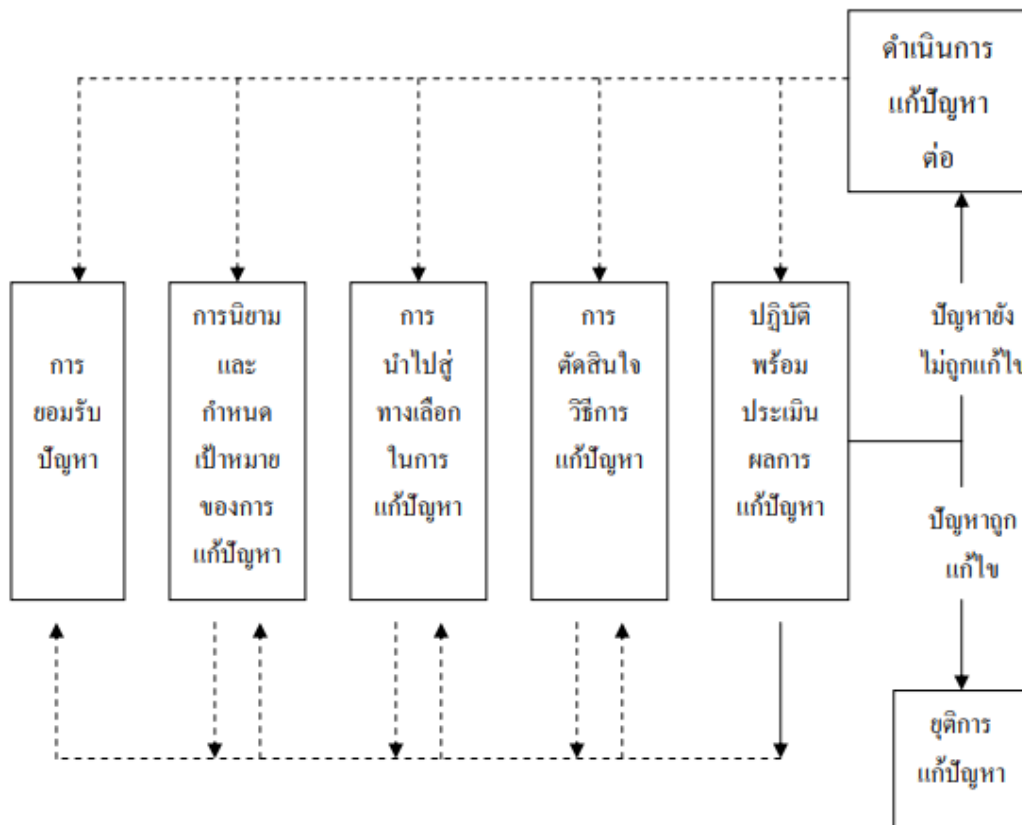 ดำเนินการ
แก้ปัญหา
ต่อ
การ
ยอมรับ
ปัญหา
การนิยาม
และ
กำหนด
เป้าหมาย
ของการ
แก้ปัญหา
การ
นำไปสู่
ทางเลือก
ในการ
แก้ปัญหา
การ
ตัดสินใจ
วิธีการ
แก้ปัญหา
ปฏิบัติ
พร้อม
ประเมิน
ผลการ
แก้ปัญหา
ปัญหายัง
ไม่ถูกแก้ไข
ปัญหาถูก
แก้ไข
ยุติการ
แก้ปัญหา